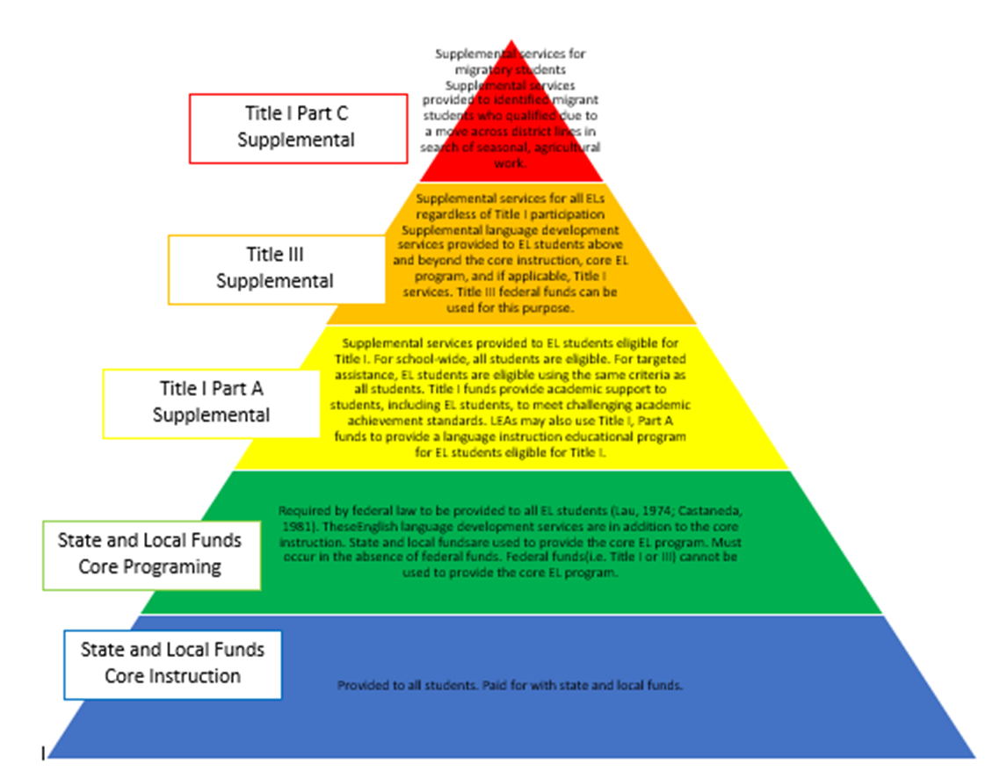 Supplemental services for
migratory students
Supplemental services
provided to identified migrant
students who qualified due to
a move across district lines in
search of seasonal, agricultural
work.
Title I Part C
Supplemental
Supplemental services for all ELs
regardless of Title I participation
Supplemental language development
services provided to EL students above
and beyond the core instruction, core EL
program, and if applicable, Title I
services. Title III federal funds can be
used for this purpose.
Title III
Supplemental
Supplemental services provided to EL students eligible for
Title I. For school-wide, all students are eligible. For targeted
assistance, EL students are eligible using the same criteria as
all students. Title I funds provide academic support to
students, including EL students, to meet challenging academic
achievement standards. LEAs may also use Title I, Part A
funds to provide a language instruction educational program
for EL students eligible for Title I.
Title I Part A
Supplemental
Required by federal law to be provided to all EL students (Lau, 1974; Castaneda,
1981). TheseEnglish language development services are in addition to the core
instruction. State and local fundsare used to provide the core EL program. Must
occur in the absence of federal funds. Federal funds(i.e. Title I or III) cannot be
used to provide the core EL program.
State and Local Funds
Core Programing
State and Local Funds
Core Instruction
Provided to all students. Paid for with state and local funds.